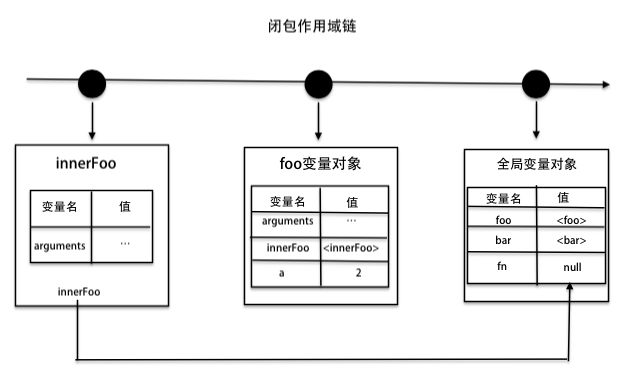 闭包作用域链
innerFoo
变量名 值
arguments ...
innerFoo
foo变量对象
变量名 值
arguments ...
innerFoo <innerFoo>
a 2
全局变量对象
变量名 值
foo <foo>
bar <bar>
fn null